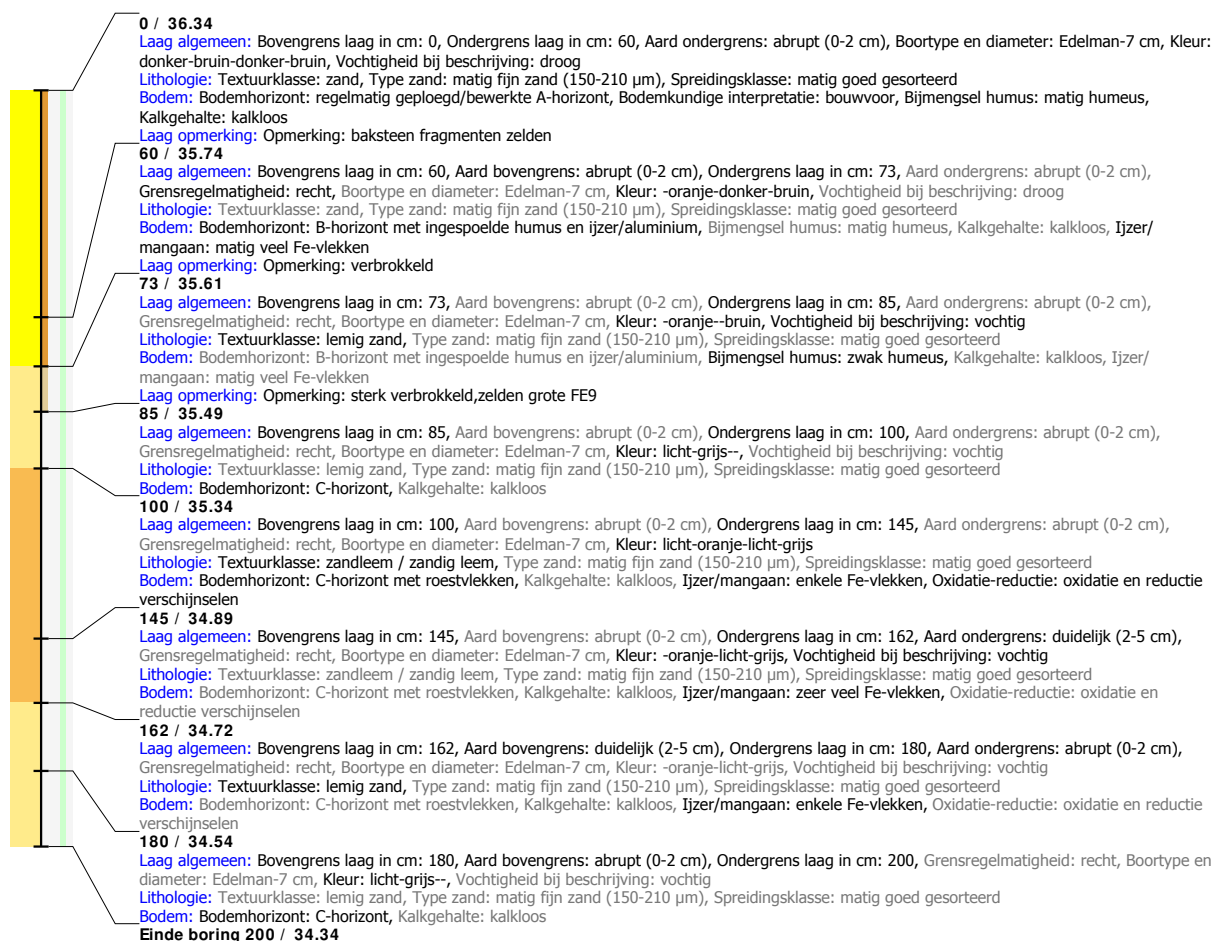 0 / 36.34
Laag algemeen: Bovengrens laag in cm: 0, Ondergrens laag in cm: 60, Aard ondergrens: abrupt (0-2 cm), Boortype en diameter: Edelman-7 cm, Kleur:
donker-bruin-donker-bruin, Vochtigheid bij beschrijving: droog
Lithologie: Textuurklasse: zand, Type zand: matig fijn zand (150-210 µm), Spreidingsklasse: matig goed gesorteerd
Bodem: Bodemhorizont: regelmatig geploegd/bewerkte A-horizont, Bodemkundige interpretatie: bouwvoor, Bijmengsel humus: matig humeus,
Kalkgehalte: kalkloos
Laag opmerking: Opmerking: baksteen fragmenten zelden
60 / 35.74
Laag algemeen: Bovengrens laag in cm: 60, Aard bovengrens: abrupt (0-2 cm), Ondergrens laag in cm: 73, Aard ondergrens: abrupt (0-2 cm),
Grensregelmatigheid: recht, Boortype en diameter: Edelman-7 cm, Kleur: -oranje-donker-bruin, Vochtigheid bij beschrijving: droog
Lithologie: Textuurklasse: zand, Type zand: matig fijn zand (150-210 µm), Spreidingsklasse: matig goed gesorteerd
Bodem: Bodemhorizont: B-horizont met ingespoelde humus en ijzer/aluminium, Bijmengsel humus: matig humeus, Kalkgehalte: kalkloos, Ijzer/
mangaan: matig veel Fe-vlekken
Laag opmerking: Opmerking: verbrokkeld
73 / 35.61
Laag algemeen: Bovengrens laag in cm: 73, Aard bovengrens: abrupt (0-2 cm), Ondergrens laag in cm: 85, Aard ondergrens: abrupt (0-2 cm),
Grensregelmatigheid: recht, Boortype en diameter: Edelman-7 cm, Kleur: -oranje--bruin, Vochtigheid bij beschrijving: vochtig
Lithologie: Textuurklasse: lemig zand, Type zand: matig fijn zand (150-210 µm), Spreidingsklasse: matig goed gesorteerd
Bodem: Bodemhorizont: B-horizont met ingespoelde humus en ijzer/aluminium, Bijmengsel humus: zwak humeus, Kalkgehalte: kalkloos, Ijzer/
mangaan: matig veel Fe-vlekken
Laag opmerking: Opmerking: sterk verbrokkeld,zelden grote FE9
85 / 35.49
Laag algemeen: Bovengrens laag in cm: 85, Aard bovengrens: abrupt (0-2 cm), Ondergrens laag in cm: 100, Aard ondergrens: abrupt (0-2 cm),
Grensregelmatigheid: recht, Boortype en diameter: Edelman-7 cm, Kleur: licht-grijs--, Vochtigheid bij beschrijving: vochtig
Lithologie: Textuurklasse: lemig zand, Type zand: matig fijn zand (150-210 µm), Spreidingsklasse: matig goed gesorteerd
Bodem: Bodemhorizont: C-horizont, Kalkgehalte: kalkloos
100 / 35.34
Laag algemeen: Bovengrens laag in cm: 100, Aard bovengrens: abrupt (0-2 cm), Ondergrens laag in cm: 145, Aard ondergrens: abrupt (0-2 cm),
Grensregelmatigheid: recht, Boortype en diameter: Edelman-7 cm, Kleur: licht-oranje-licht-grijs
Lithologie: Textuurklasse: zandleem / zandig leem, Type zand: matig fijn zand (150-210 µm), Spreidingsklasse: matig goed gesorteerd
Bodem: Bodemhorizont: C-horizont met roestvlekken, Kalkgehalte: kalkloos, Ijzer/mangaan: enkele Fe-vlekken, Oxidatie-reductie: oxidatie en reductie
verschijnselen
145 / 34.89
Laag algemeen: Bovengrens laag in cm: 145, Aard bovengrens: abrupt (0-2 cm), Ondergrens laag in cm: 162, Aard ondergrens: duidelijk (2-5 cm),
Grensregelmatigheid: recht, Boortype en diameter: Edelman-7 cm, Kleur: -oranje-licht-grijs, Vochtigheid bij beschrijving: vochtig
Lithologie: Textuurklasse: zandleem / zandig leem, Type zand: matig fijn zand (150-210 µm), Spreidingsklasse: matig goed gesorteerd
Bodem: Bodemhorizont: C-horizont met roestvlekken, Kalkgehalte: kalkloos, Ijzer/mangaan: zeer veel Fe-vlekken, Oxidatie-reductie: oxidatie en
reductie verschijnselen
162 / 34.72
Laag algemeen: Bovengrens laag in cm: 162, Aard bovengrens: duidelijk (2-5 cm), Ondergrens laag in cm: 180, Aard ondergrens: abrupt (0-2 cm),
Grensregelmatigheid: recht, Boortype en diameter: Edelman-7 cm, Kleur: -oranje-licht-grijs, Vochtigheid bij beschrijving: vochtig
Lithologie: Textuurklasse: lemig zand, Type zand: matig fijn zand (150-210 µm), Spreidingsklasse: matig goed gesorteerd
Bodem: Bodemhorizont: C-horizont met roestvlekken, Kalkgehalte: kalkloos, Ijzer/mangaan: enkele Fe-vlekken, Oxidatie-reductie: oxidatie en reductie
verschijnselen
180 / 34.54
Laag algemeen: Bovengrens laag in cm: 180, Aard bovengrens: abrupt (0-2 cm), Ondergrens laag in cm: 200, Grensregelmatigheid: recht, Boortype en
diameter: Edelman-7 cm, Kleur: licht-grijs--, Vochtigheid bij beschrijving: vochtig
Lithologie: Textuurklasse: lemig zand, Type zand: matig fijn zand (150-210 µm), Spreidingsklasse: matig goed gesorteerd
Bodem: Bodemhorizont: C-horizont, Kalkgehalte: kalkloos
Einde boring 200 / 34.34